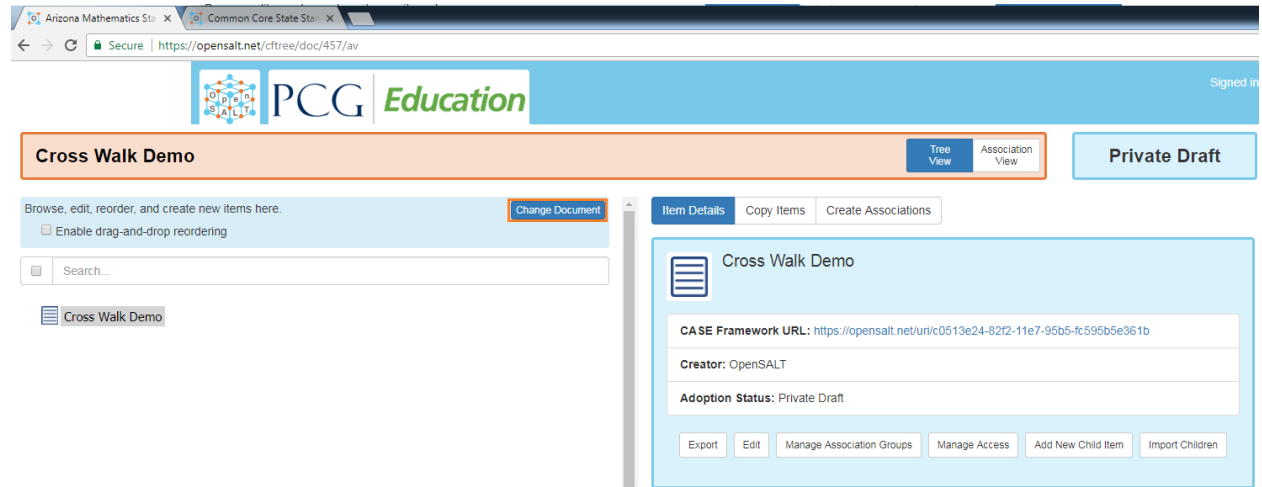 Arizona Mathematics Sta
Common Core State Stan
Secure
https://opensalt.net/cftree/doc/457/av
Open
SALT
PCG Education
Signed in
Cross Walk Demo
Tree
View
Association
View
Private Draft
Browse, edit, reorder, and create new items here.
Change Document
Enable drag-and-drop reordering
Search...
Cross Walk Demo
Item Details
Copy Items
Create Associations
Cross Walk Demo
CASE Framework URL: https://opensalt.net/uri/c0513e24-82f2-11e7-95b5-fc595b5e361b
Creator: OpenSALT
Adoption Status: Private Draft
Export
Edit
Manage Association Groups
Manage Access
Add New Child Item
Import Children